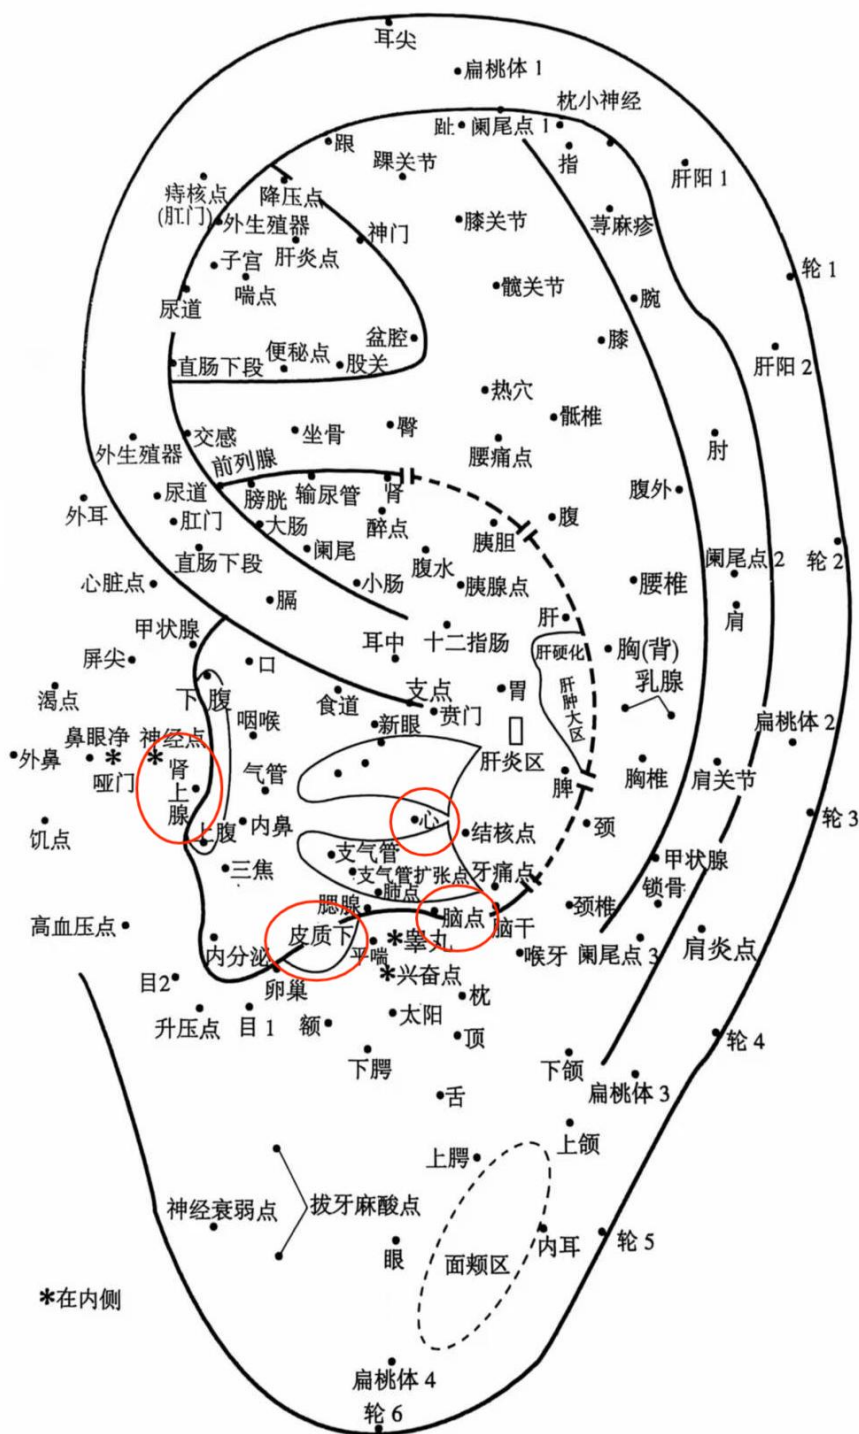 耳尖
扁桃体 1
枕小神经
趾
阑尾点 1
跟
指
踝关节
肝阳 1
痔核点
(肛门)
降压点
外生殖器
膝关节
荨麻疹
神门
肝炎点
子宫
轮 1
喘点
髋关节
尿道
腕
盆腔
膝
便秘点
直肠下段
股关
肝阳 2
热穴
骶椎
交感
坐骨
臀
外生殖器
前列腺
腰痛点
肘
尿道
膀胱
输尿管
肾
腹外
外耳
肛门
大肠
醉点
胰胆
腹
轮 2
直肠下段
阑尾
腹水
阑尾点 2
心脏点
小肠
胰腺点
腰椎
膈
肩
甲状腺
耳中
十二指肠
肝
肝硬化
胸(背)
屏尖
口
肝肿大区
乳腺
渴点
下腹
食道
支点
胃
贲门
咽喉
新眼
扁桃体 2
鼻眼净
神经点
外鼻
肝炎区
哑门
肾上腺
气管
脾
胸椎
肩关节
饥点
上腹
内鼻
心
结核点
颈
轮 3
三焦
支气管
支气管扩张点
牙痛点
甲状腺
肺点
锁骨
腮腺
脑点
颈椎
高血压点
皮质下
脑干
内分泌
平喘
*睾丸
喉牙
阑尾点 3
肩炎点
目2
卵巢
*兴奋点
枕
升压点
目 1
额
太阳
顶
轮 4
下腭
下颌
扁桃体 3
舌
上颌
上腭
神经衰弱点
拔牙麻酸点
眼
面颊区
内耳
轮 5
*在内侧
扁桃体 4
轮 6